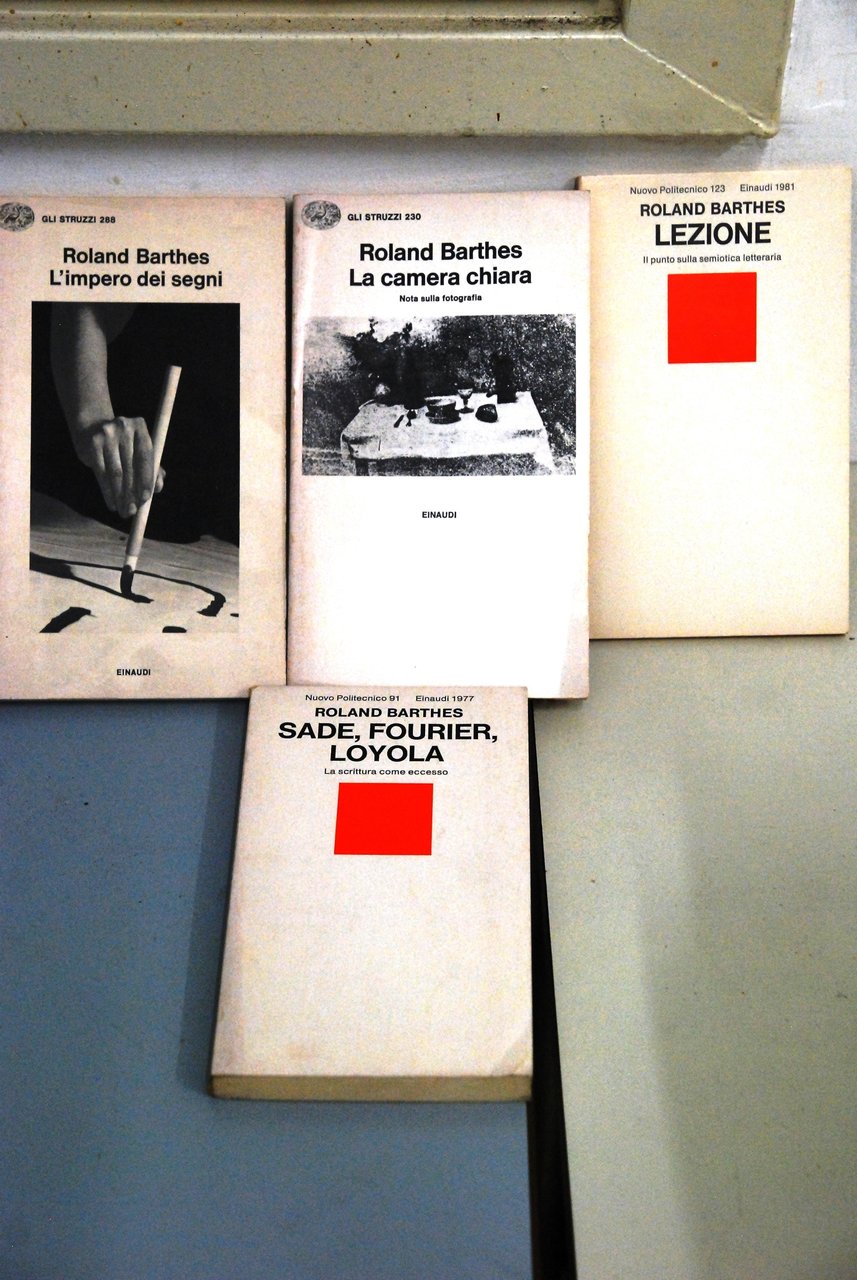 GLI STRUZZI 288
Roland Barthes
L'impero dei segni
EINAUDI
GLI STRUZZI 230
Roland Barthes
La camera chiara
Nota sulla fotografia
EINAUDI
Nuovo Politecnico 123 Einaudi 1981
ROLAND BARTHES
LEZIONE
Il punto sulla semiotica letteraria
Nuovo Politecnico 91 Einaudi 1977
ROLAND BARTHES
SADE, FOURIER,
LOYOLA
La scrittura come eccesso